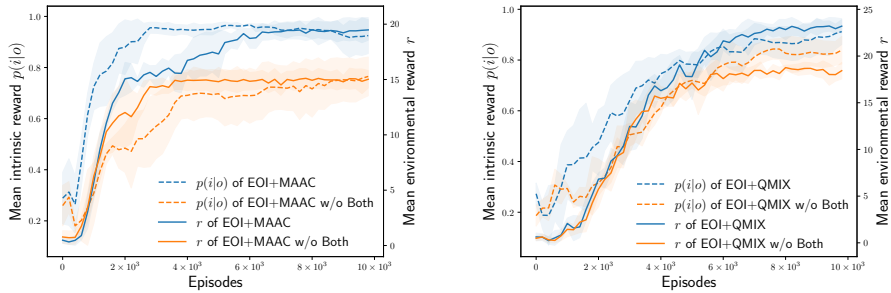 1.0
0.8
0.6
0.4
0.2
Mean intrinsic reward p(i|o)
20
15
10
5
0
Mean environmental reward r
p(i|o) of EOI+MAAC
p(i|o) of EOI+MAAC w/o Both
r of EOI+MAAC
r of EOI+MAAC w/o Both
0 2 × 10³ 4 × 10³ 6 × 10³ 8 × 10³ 10 × 10³
Episodes
1.0
0.8
0.6
0.4
0.2
Mean intrinsic reward p(i|o)
25
20
15
10
5
0
Mean environmental reward r
p(i|o) of EOI+QMIX
p(i|o) of EOI+QMIX w/o Both
r of EOI+QMIX
r of EOI+QMIX w/o Both
0 2 × 10³ 4 × 10³ 6 × 10³ 8 × 10³ 10 × 10³
Episodes